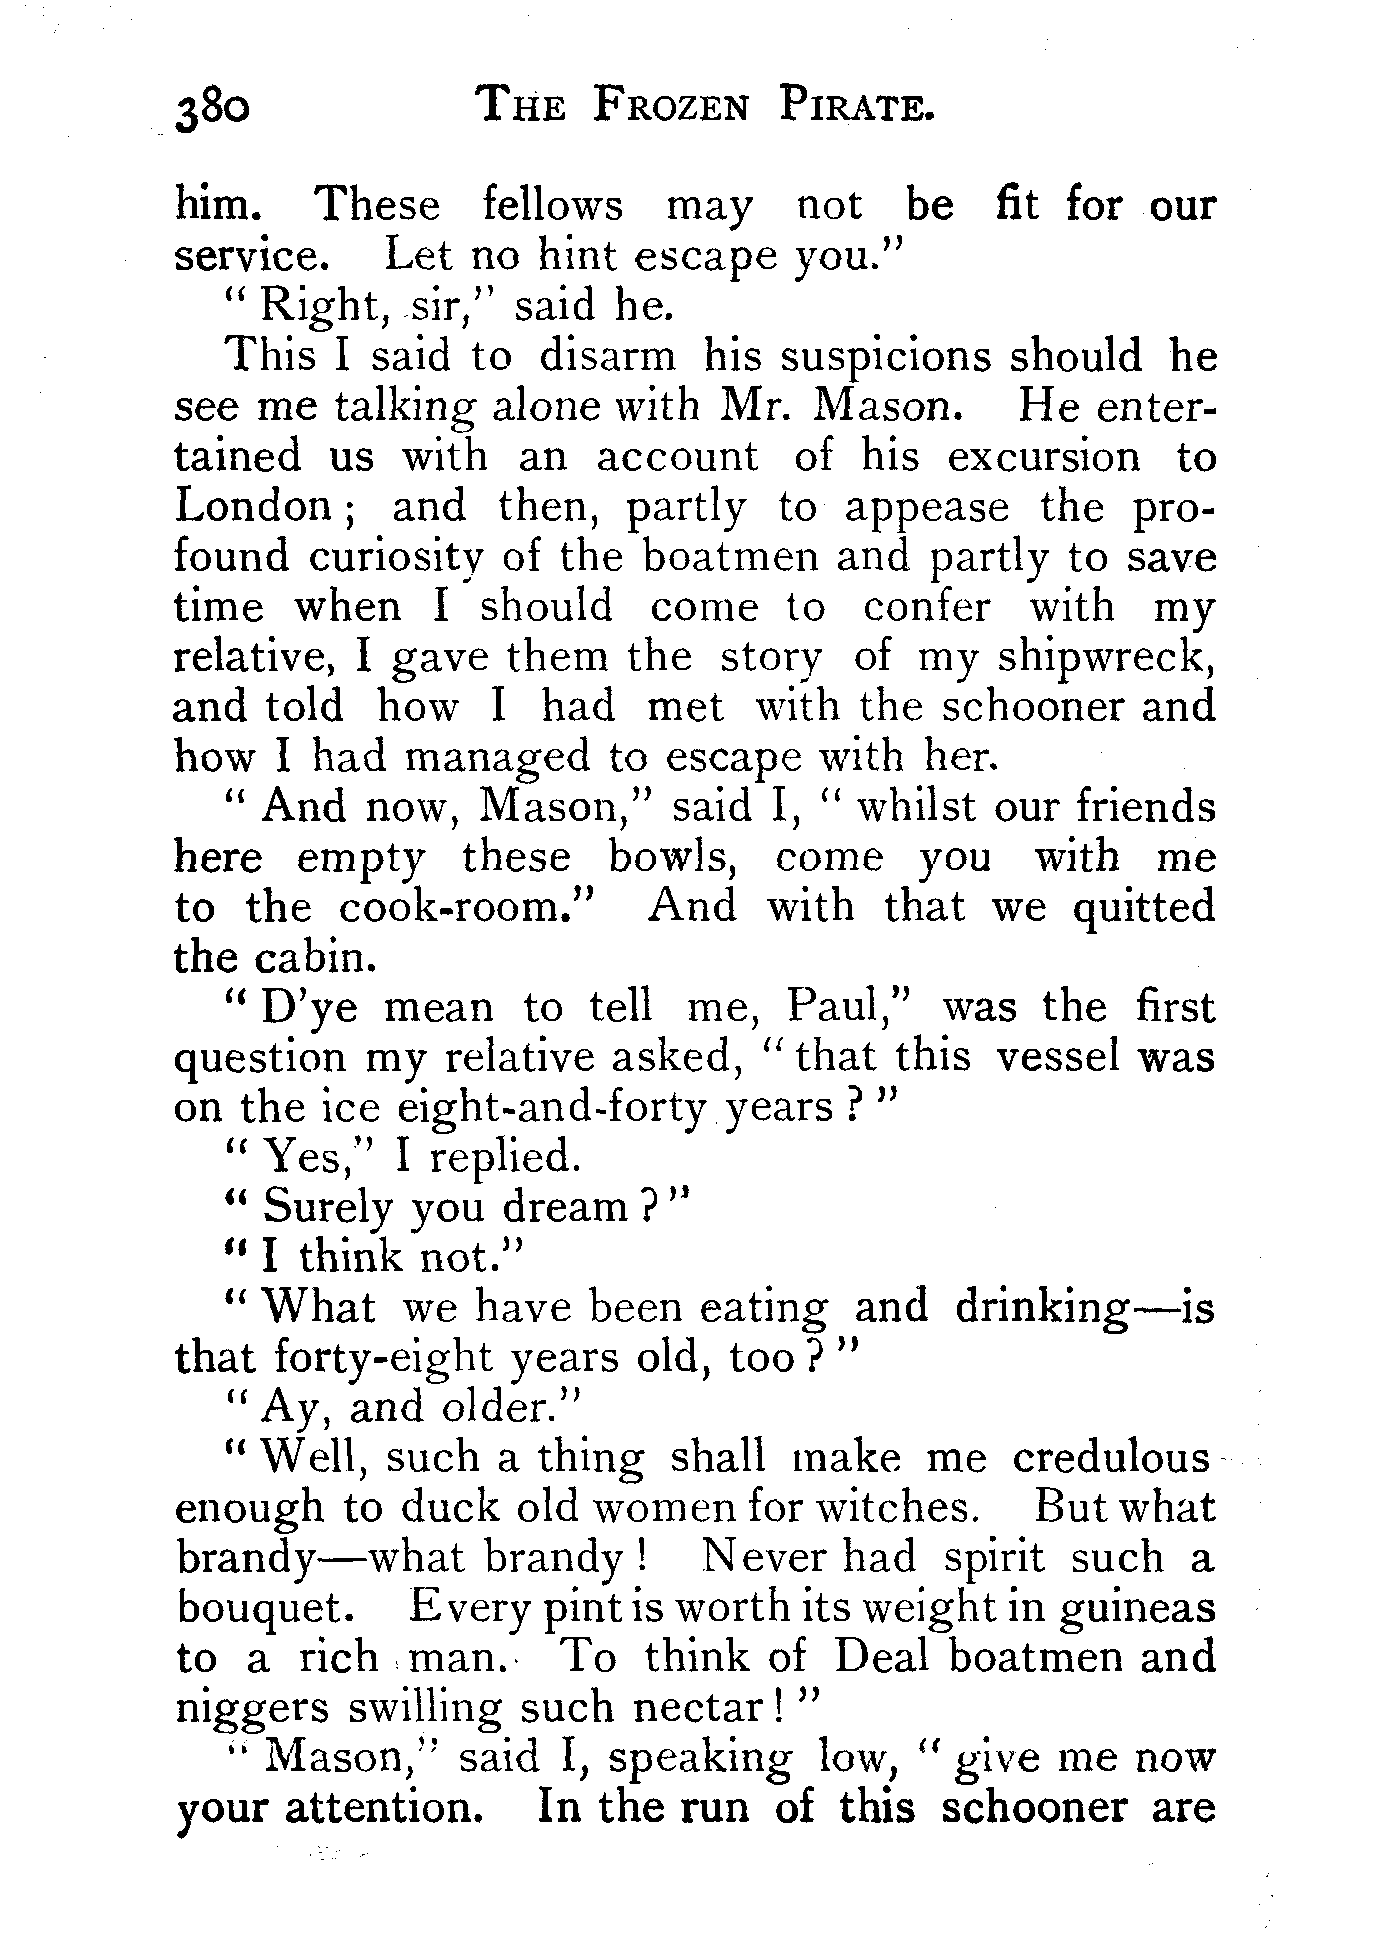 380 THE FROZEN PIRATE.
him. These fellows may not be fit for our
service. Let no hint escape you."
" Right, sir," said he.
This I said to disarm his suspicions should he
see me talking alone with Mr. Mason. He enter-
tained us with an account of his excursion to
London ; and then, partly to appease the pro-
found curiosity of the boatmen and partly to save
time when I should come to confer with my
relative, I gave them the story of my shipwreck,
and told how I had met with the schooner and
how I had managed to escape with her.
" And now, Mason," said I, " whilst our friends
here empty these bowls, come you with me
to the cook-room." And with that we quitted
the cabin.
" D'ye mean to tell me, Paul," was the first
question my relative asked, " that this vessel was
on the ice eight-and-forty years ? "
" Yes," I replied.
" Surely you dream ? "
" I think not."
" What we have been eating and drinking—is
that forty-eight years old, too ? "
" Ay, and older."
" Well, such a thing shall make me credulous
enough to duck old women for witches. But what
brandy—what brandy ! Never had spirit such a
bouquet. Every pint is worth its weight in guineas
to a rich man. To think of Deal boatmen and
niggers swilling such nectar ! "
" Mason," said I, speaking low, " give me now
your attention. In the run of this schooner are